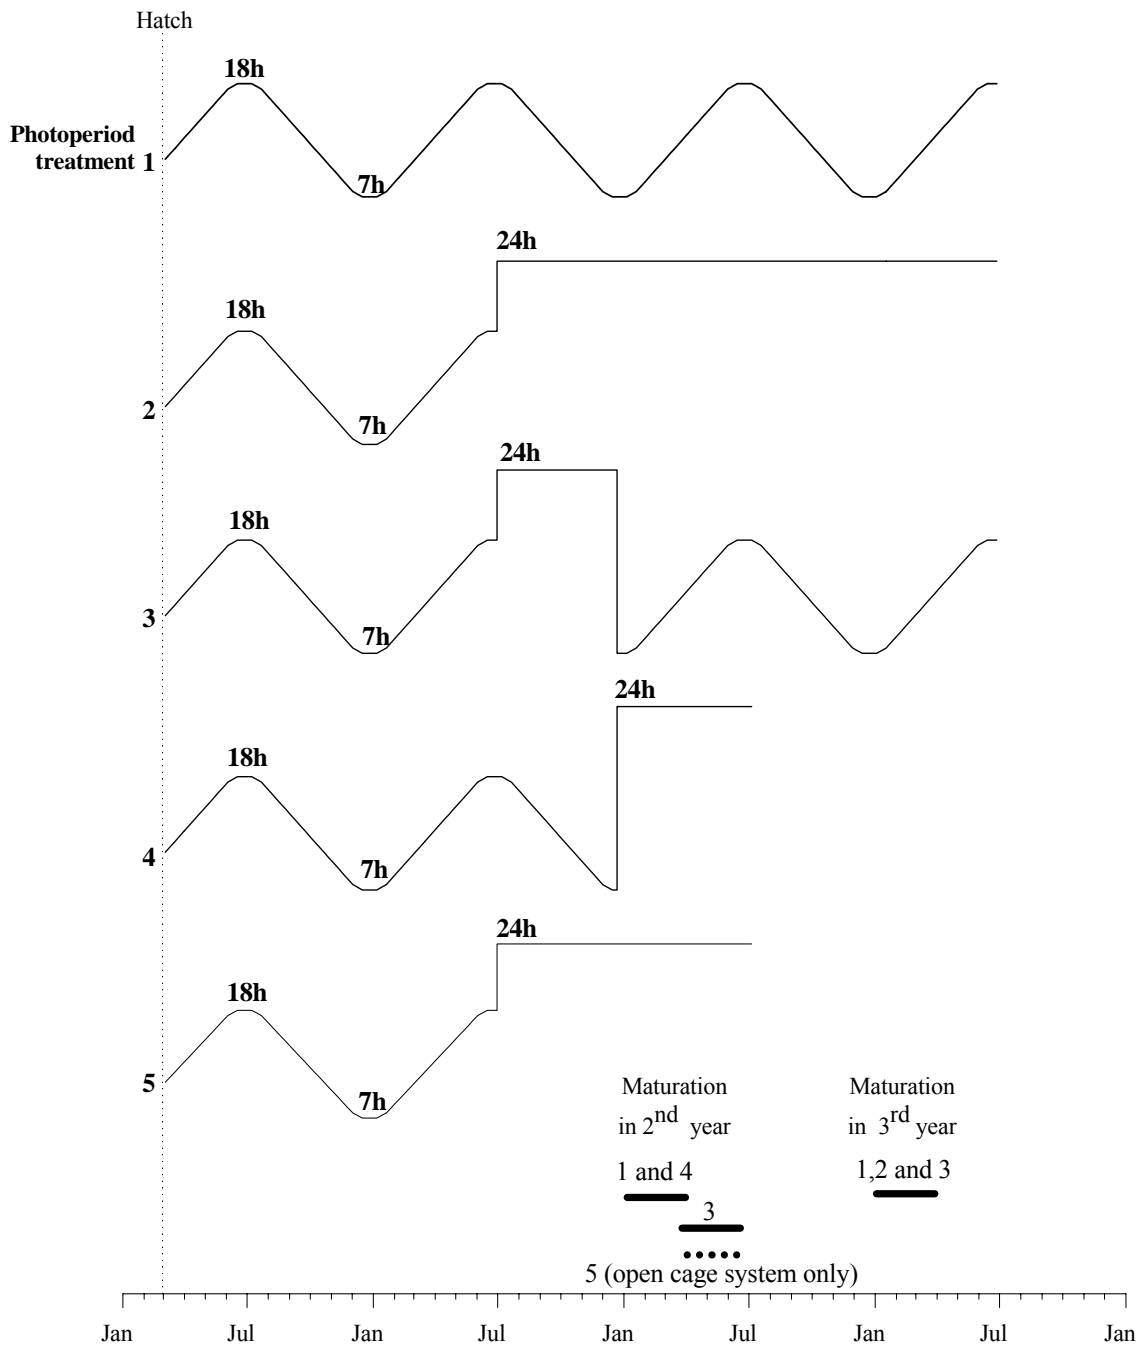 Hatch
18h
Photoperiod
treatment 1
7h
24h
18h
2
7h
24h
18h
3
7h
24h
18h
4
7h
24h
18h
5
7h
Maturation
in 2nd year
1 and 4
3
5 (open cage system only)
Maturation
in 3rd year
1,2 and 3
Jan Jul Jan Jul Jan Jul Jan Jul Jan